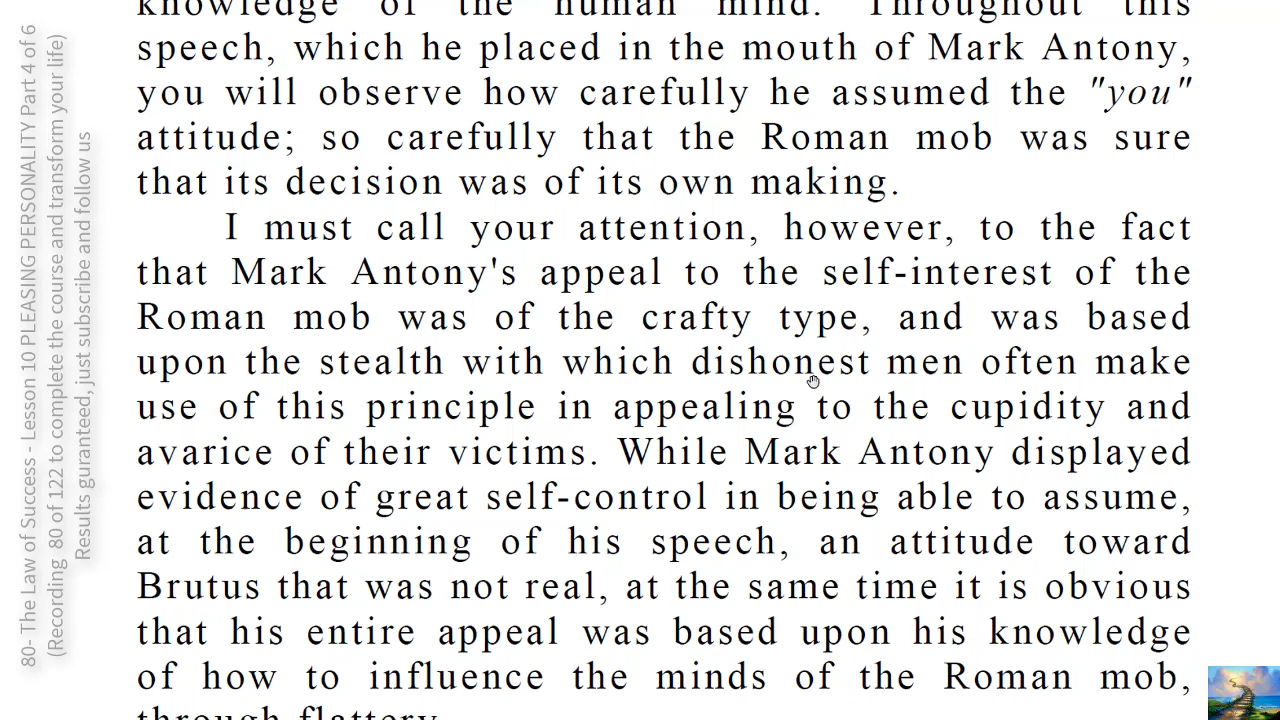 knowledge of the human mind. Throughout this
speech, which he placed in the mouth of Mark Antony,
you will observe how carefully he assumed the "you"
attitude; so carefully that the Roman mob was sure
that its decision was of its own making.
I must call your attention, however, to the fact
that Mark Antony's appeal to the self-interest of the
Roman mob was of the crafty type, and was based
upon the stealth with which dishonest men often make
use of this principle in appealing to the cupidity and
avarice of their victims. While Mark Antony displayed
evidence of great self-control in being able to assume,
at the beginning of his speech, an attitude toward
Brutus that was not real, at the same time it is obvious
that his entire appeal was based upon his knowledge
of how to influence the minds of the Roman mob,
through flattery.
80- The Law of Success - Lesson 10 PLEASING PERSONALITY Part 4 of 6
(Recording 80 of 122 to complete the course and transform your life)
Results guranteed, just subscribe and follow us